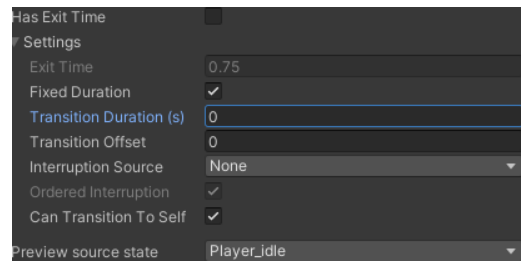 Has Exit Time
Settings
Exit Time 0.75
Fixed Duration
Transition Duration (s) 0
Transition Offset 0
Interruption Source None
Ordered Interruption
Can Transition To Self
Preview source state Player_idle